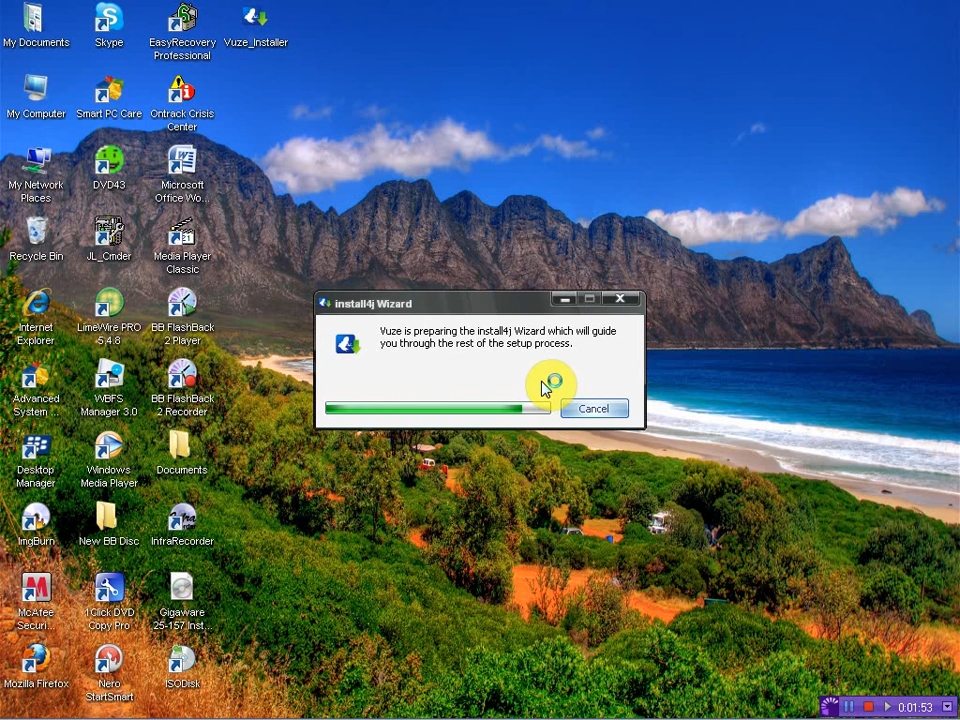 My Documents
Skype
EasyRecovery
Professional
Vuze_Installer
My Computer
Smart PC Care
Ontrack Crisis
Center
My Network
Places
DVD43
Microsoft
Office Wo...
Recycle Bin
JL_Cmder
Media Player
Classic
Internet
Explorer
LimeWire PRO
5.4.8
BB FlashBack
2 Player
Advanced
System ...
WBFS
Manager 3.0
BB FlashBack
2 Recorder
Desktop
Manager
Windows
Media Player
Documents
ImgBurn
New BB Disc
InfraRecorder
McAfee
Securi...
1Click DVD
Copy Pro
Gigaware
25-157 Inst...
Mozilla Firefox
Nero
StartSmart
ISODisk
install4j Wizard
Vuze is preparing the install4j Wizard which will guide
you through the rest of the setup process.
Cancel
0:01:53